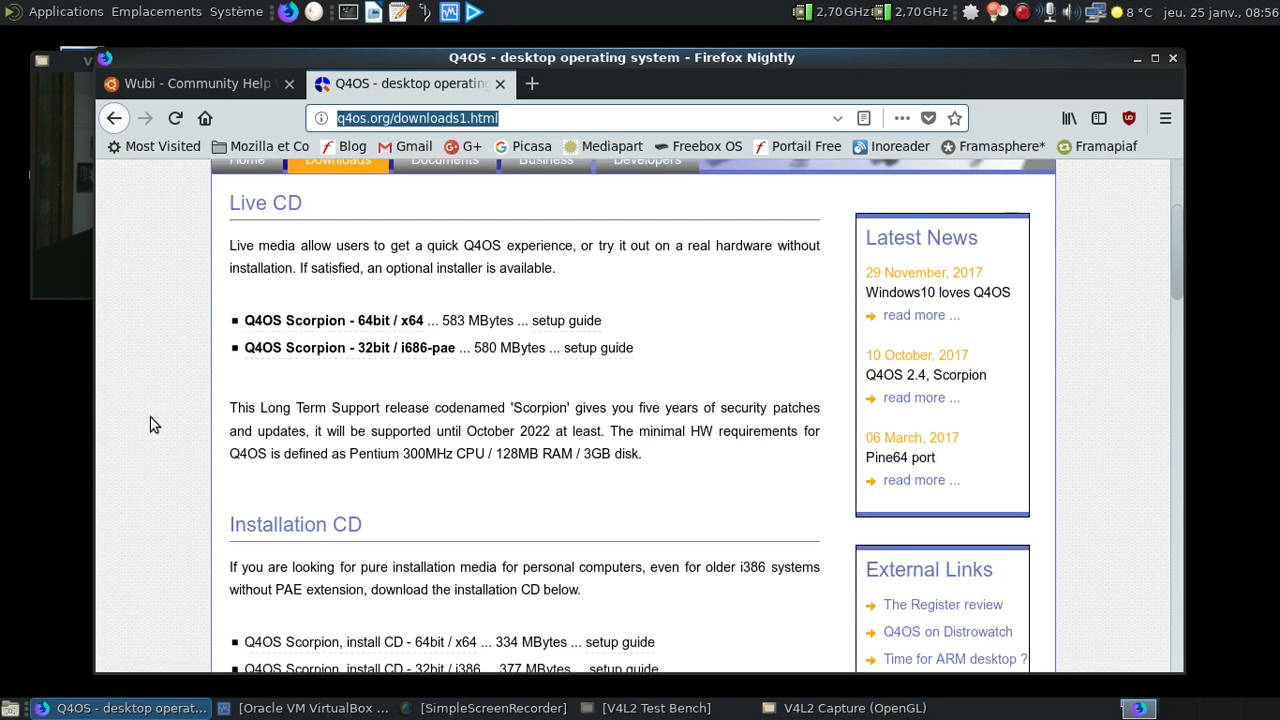 Applications Emplacements Système 2,70 GHz 2,70 GHz 8 °C jeu. 25 janv., 08:56
Q4OS - desktop operating system - Firefox Nightly
Wubi - Community Help Q4OS - desktop operating
q4os.org/downloads1.html
Most Visited Mozilla et Co Blog Gmail G+ Picasa Mediapart Freebox OS Portail Free Inoreader Framasphere* Framapiaf
Home Downloads Documents Business Developers
Live CD
Live media allow users to get a quick Q4OS experience, or try it out on a real hardware without
installation. If satisfied, an optional installer is available.
Q4OS Scorpion - 64bit / x64 ... 583 MBytes ... setup guide
Q4OS Scorpion - 32bit / i686-pae ... 580 MBytes ... setup guide
This Long Term Support release codenamed 'Scorpion' gives you five years of security patches
and updates, it will be supported until October 2022 at least. The minimal HW requirements for
Q4OS is defined as Pentium 300MHz CPU / 128MB RAM / 3GB disk.
Installation CD
If you are looking for pure installation media for personal computers, even for older i386 systems
without PAE extension, download the installation CD below.
Q4OS Scorpion, install CD - 64bit / x64 ... 334 MBytes ... setup guide
Q4OS Scorpion, install CD - 32bit / i386 ... 377 MBytes ... setup guide
Latest News
29 November, 2017
Windows10 loves Q4OS
read more ...
10 October, 2017
Q4OS 2.4, Scorpion
read more ...
06 March, 2017
Pine64 port
read more ...
External Links
The Register review
Q4OS on Distrowatch
Time for ARM desktop ?
Q4OS - desktop operat... [Oracle VM VirtualBox ... [SimpleScreenRecorder] [V4L2 Test Bench] V4L2 Capture (OpenGL)